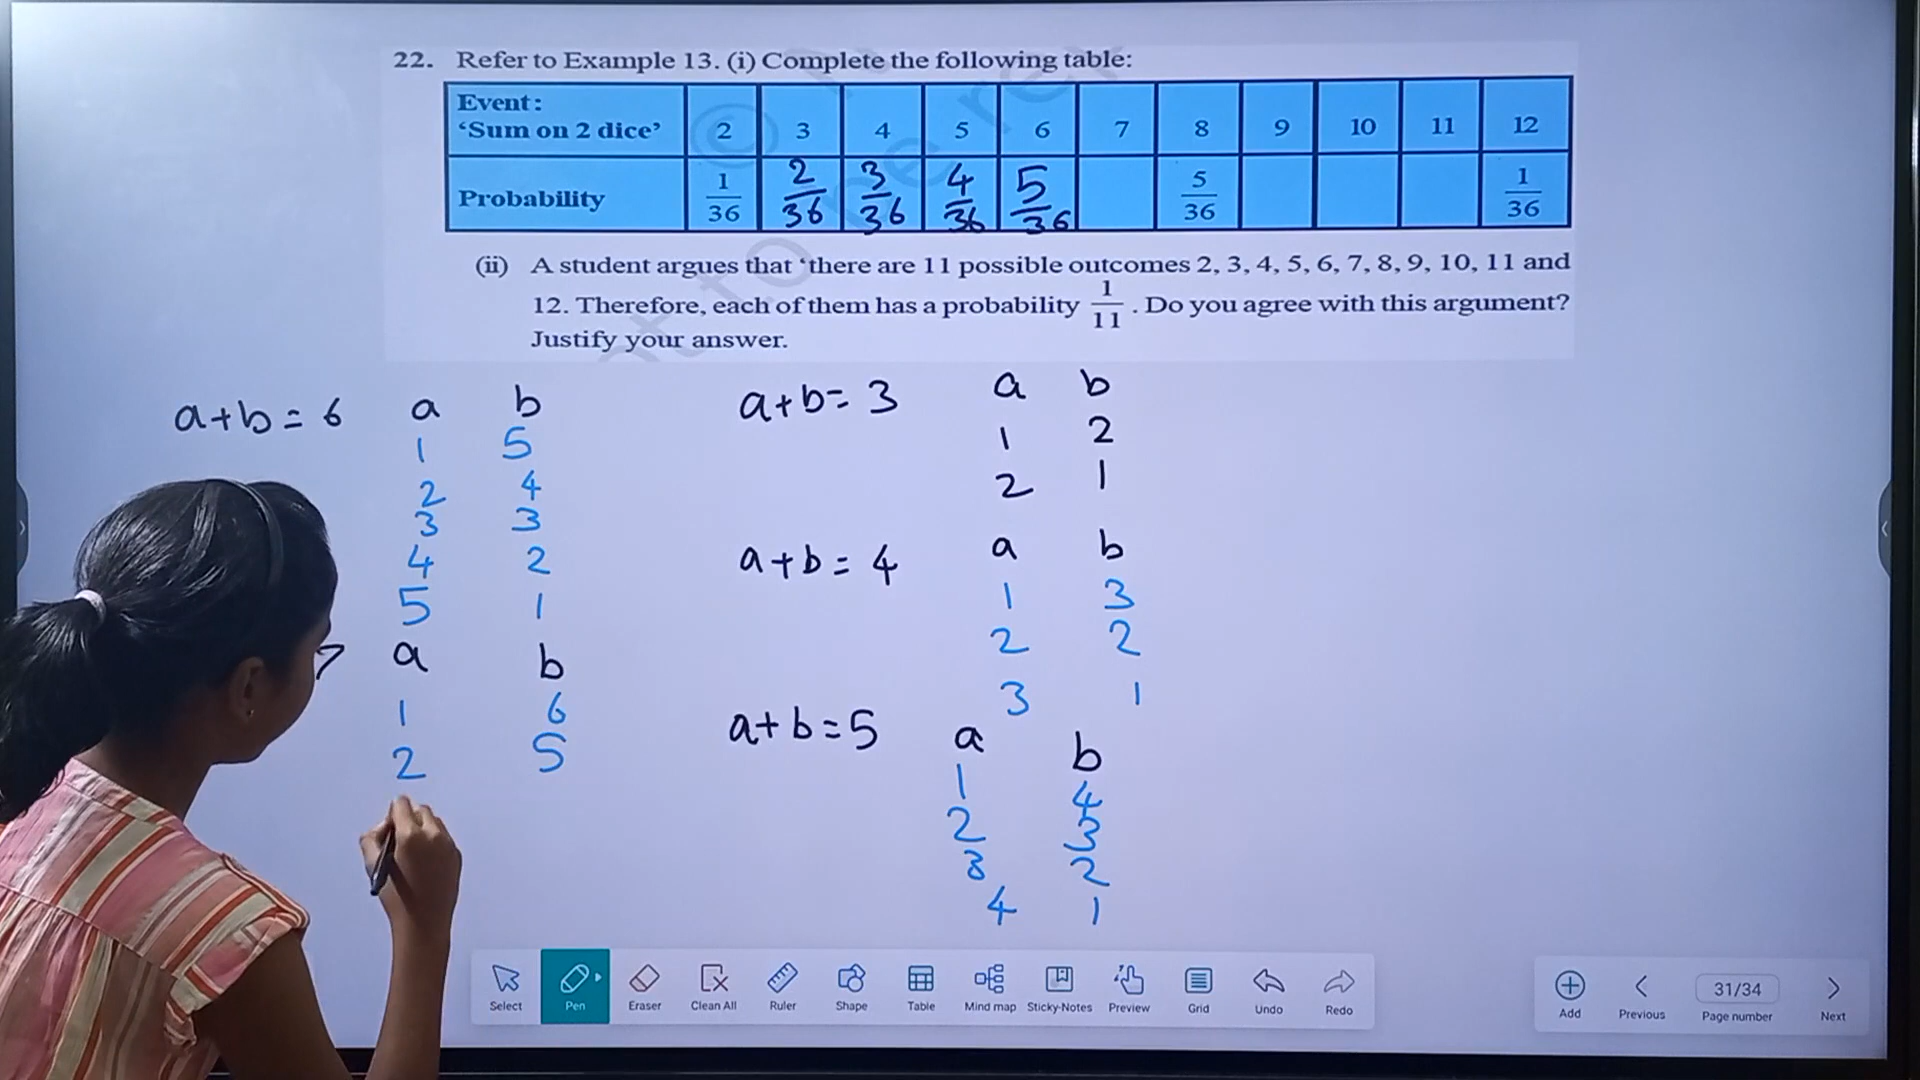 22. Refer to Example 13. (i) Complete the following table:
Event:
‘Sum on 2 dice’ 2 3 4 5 6 7 8 9 10 11 12
Probability 1/36 2/36 3/36 4/36 5/36 5/36 1/36
(ii) A student argues that ‘there are 11 possible outcomes 2, 3, 4, 5, 6, 7, 8, 9, 10, 11 and
12. Therefore, each of them has a probability 1/11 . Do you agree with this argument?
Justify your answer.
a+b=6 a b
1 5
2 4
3 3
4 2
5 1
7 a b
1 6
2 5
a+b=3 a b
1 2
2 1
a+b=4 a b
1 3
2 2
3 1
a+b=5 a b
1 4
2 3
3 2
4 1
Select Pen Eraser Clean All Ruler Shape Table Mind map Sticky-Notes Preview Grid Undo Redo
Add Previous 31/34 Page number Next